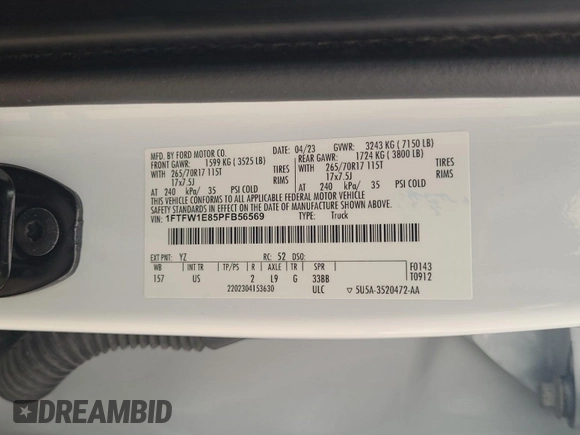 MFD. BY FORD MOTOR CO.
04/23 GVWR: 3243 KG ( 7150 LB)
FRONT GAWR: 1599 KG ( 3525 LB)
REAR GAWR: 1724 KG ( 3800 LB)
WITH 265/70R17 115T TIRES
WITH 265/70R17 115T TIRES
17x7.5J RIMS
17x7.5J RIMS
AT 240 kPa/ 35 PSI COLD
AT 240 kPa/ 35 PSI COLD
THIS VEHICLE CONFORMS TO ALL APPLICABLE FEDERAL MOTOR VEHICLE
SAFETY STANDARDS IN EFFECT ON THE DATE OF MANUFACTURE SHOWN ABOVE.
VIN: 1FTFW1E85PFB56569 TYPE: Truck
EXT PNT: YZ RC: 52 DSO:
WB INT TR TP/PS R AXLE TR SPR
157 US 2 L9 G 33BB
F0143
T0912
2202304153630 ULC 5U5A-3520472-AA
DREAMBID